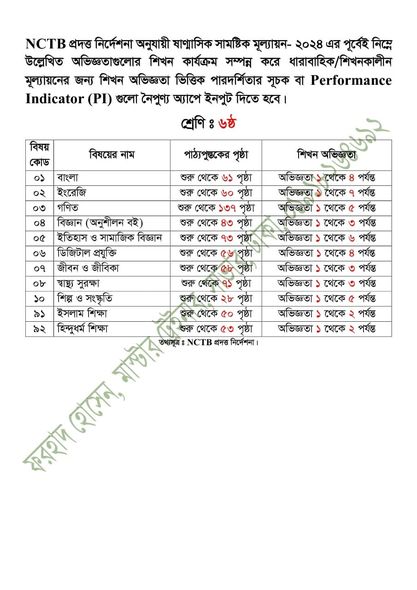 NCTB প্রদত্ত নির্দেশনা অনুযায়ী ষাণ্মাসিক সামষ্টিক মূল্যায়ন- ২০২৪ এর পূর্বেই নিম্নে
উল্লেখিত অভিজ্ঞতাগুলোর শিখন কার্যক্রম সম্পন্ন করে ধারাবাহিক/শিখনকালীন
মূল্যায়নের জন্য শিখন অভিজ্ঞতা ভিত্তিক পারদর্শিতার সূচক বা Performance
Indicator (PI) গুলো নৈপুণ্য অ্যাপে ইনপুট দিতে হবে।
শ্রেণি : ৬ষ্ঠ
বিষয় কোড বিষয়ের নাম পাঠ্যপুস্তকের পৃষ্ঠা শিখন অভিজ্ঞতা
০১ বাংলা শুরু থেকে ৬১ পৃষ্ঠা অভিজ্ঞতা ১ থেকে ৪ পর্যন্ত
০২ ইংরেজি শুরু থেকে ৬০ পৃষ্ঠা অভিজ্ঞতা ১ থেকে ৭ পর্যন্ত
০৩ গণিত শুরু থেকে ১৩৭ পৃষ্ঠা অভিজ্ঞতা ১ থেকে ৫ পর্যন্ত
০৪ বিজ্ঞান (অনুশীলন বই) শুরু থেকে ৪৩ পৃষ্ঠা অভিজ্ঞতা ১ থেকে ৫ পর্যন্ত
০৫ ইতিহাস ও সামাজিক বিজ্ঞান শুরু থেকে ৭৩ পৃষ্ঠা অভিজ্ঞতা ১ থেকে ৬ পর্যন্ত
০৬ ডিজিটাল প্রযুক্তি শুরু থেকে ৫৬ পৃষ্ঠা অভিজ্ঞতা ১ থেকে ৪ পর্যন্ত
০৭ জীবন ও জীবিকা শুরু থেকে ৫৮ পৃষ্ঠা অভিজ্ঞতা ১ থেকে ৩ পর্যন্ত
০৮ স্বাস্থ্য সুরক্ষা শুরু থেকে ৭১ পৃষ্ঠা অভিজ্ঞতা ১ থেকে ৩ পর্যন্ত
১০ শিল্প ও সংস্কৃতি শুরু থেকে ২৮ পৃষ্ঠা অভিজ্ঞতা ১ থেকে ৫ পর্যন্ত
৯১ ইসলাম শিক্ষা শুরু থেকে ৫০ পৃষ্ঠা অভিজ্ঞতা ১ থেকে ২ পর্যন্ত
৯২ হিন্দুধর্ম শিক্ষা শুরু থেকে ৫৩ পৃষ্ঠা অভিজ্ঞতা ১ থেকে ২ পর্যন্ত
তথ্যসূত্র : NCTB প্রদত্ত নির্দেশনা।
ফরহাদ হোসেন, মাস্টার ট্রেইনার, সাভার, ঢাকা,